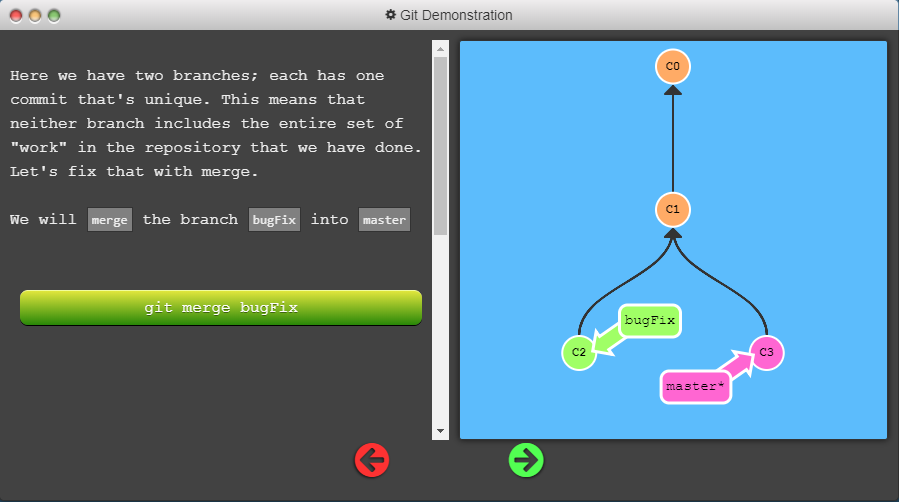 Git Demonstration
Here we have two branches; each has one
commit that's unique. This means that
neither branch includes the entire set of
"work" in the repository that we have done.
Let's fix that with merge.
We will merge the branch bugFix into master
git merge bugFix
C0
C1
bugFix
C2
C3
master*